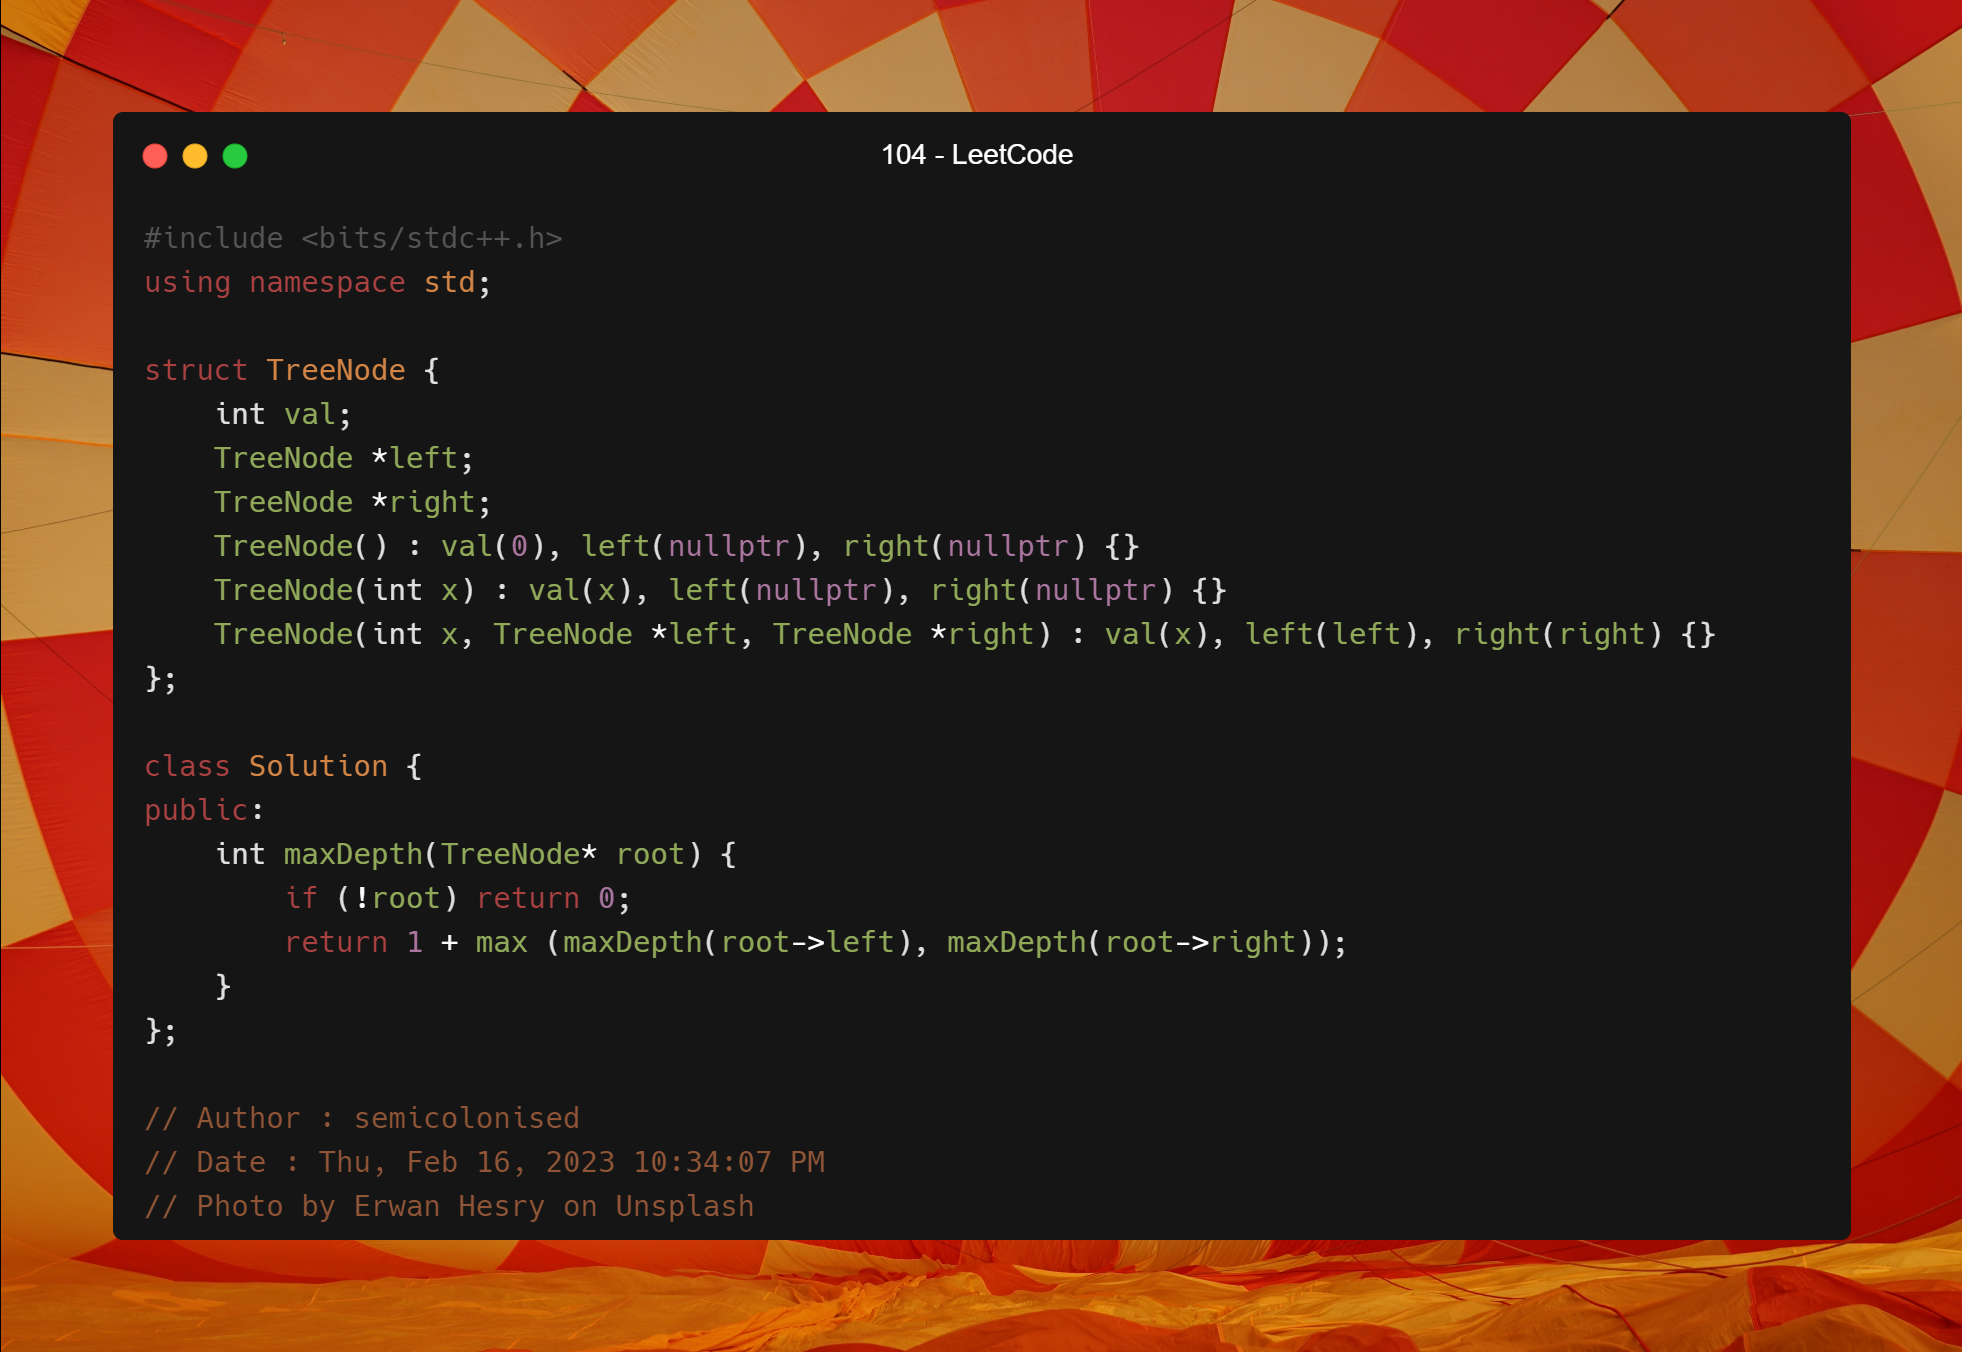 104 - LeetCode
#include <bits/stdc++.h>
using namespace std;
struct TreeNode {
    int val;
    TreeNode *left;
    TreeNode *right;
    TreeNode() : val(0), left(nullptr), right(nullptr) {}
    TreeNode(int x) : val(x), left(nullptr), right(nullptr) {}
    TreeNode(int x, TreeNode *left, TreeNode *right) : val(x), left(left), right(right) {}
};
class Solution {
public:
    int maxDepth(TreeNode* root) {
        if (!root) return 0;
        return 1 + max (maxDepth(root->left), maxDepth(root->right));
    }
};
// Author : semicolonised
// Date : Thu, Feb 16, 2023 10:34:07 PM
// Photo by Erwan Hesry on Unsplash